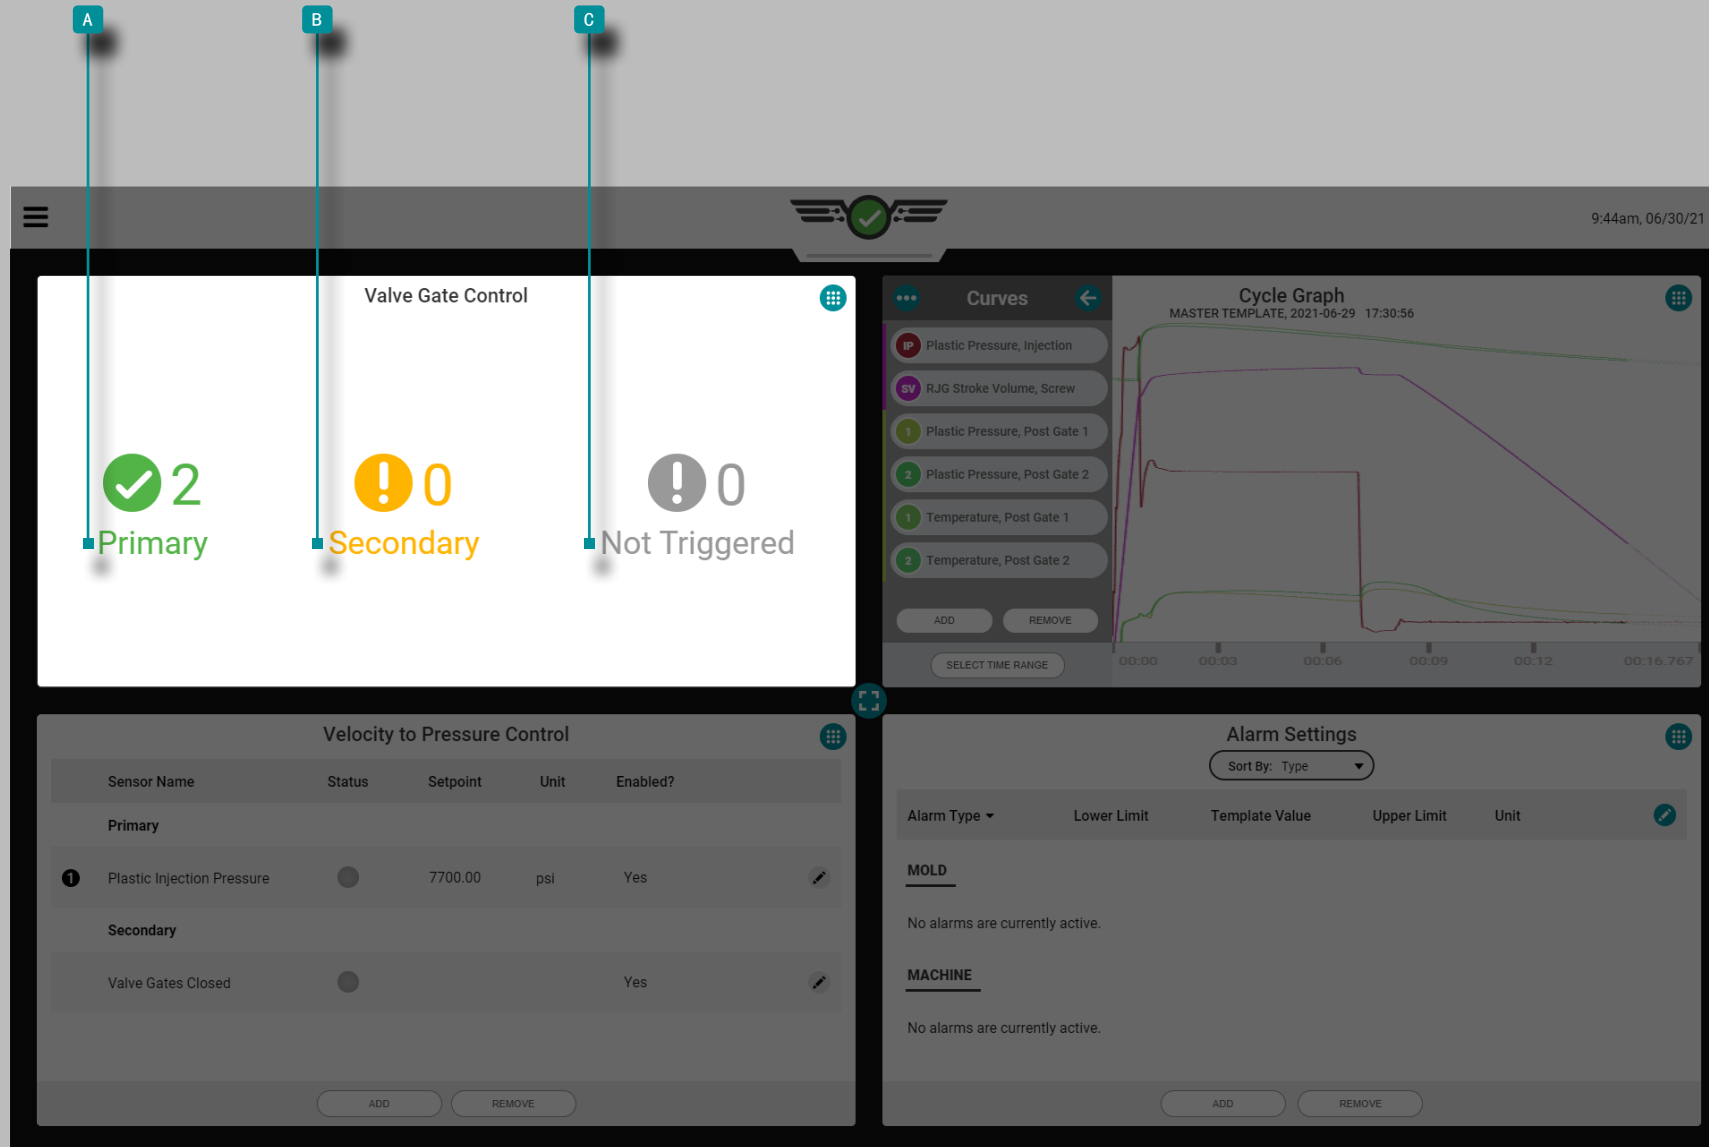 A
B
C
9:44am, 06/30/21
Valve Gate Control
2
Primary
0
Secondary
0
Not Triggered
Curves
IP Plastic Pressure, Injection
SV RJG Stroke Volume, Screw
1 Plastic Pressure, Post Gate 1
2 Plastic Pressure, Post Gate 2
1 Temperature, Post Gate 1
2 Temperature, Post Gate 2
ADD REMOVE
SELECT TIME RANGE
Cycle Graph
MASTER TEMPLATE, 2021-06-29 17:30:56
00:00 00:03 00:06 00:09 00:12 00:16.767
Velocity to Pressure Control
Sensor Name Status Setpoint Unit Enabled?
Primary
1 Plastic Injection Pressure 7700.00 psi Yes
Secondary
Valve Gates Closed Yes
ADD REMOVE
Alarm Settings
Sort By: Type
Alarm Type Lower Limit Template Value Upper Limit Unit
MOLD
No alarms are currently active.
MACHINE
No alarms are currently active.
ADD REMOVE